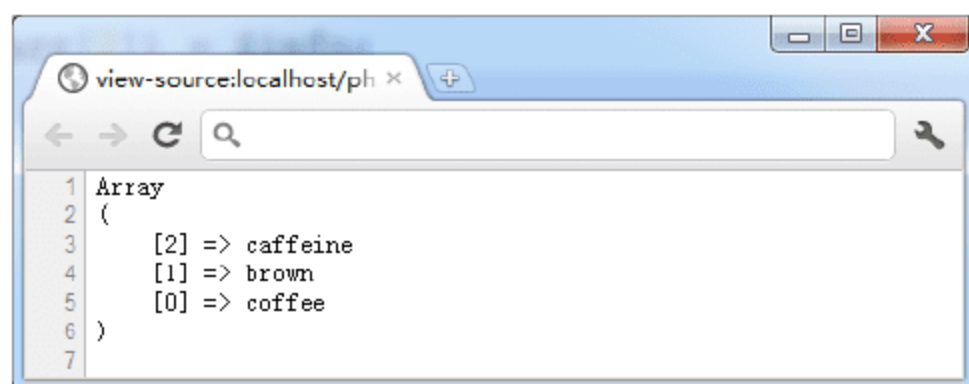 view-source:localhost/ph
1 Array
2 (
3 [2] => caffeine
4 [1] => brown
5 [0] => coffee
6 )
7